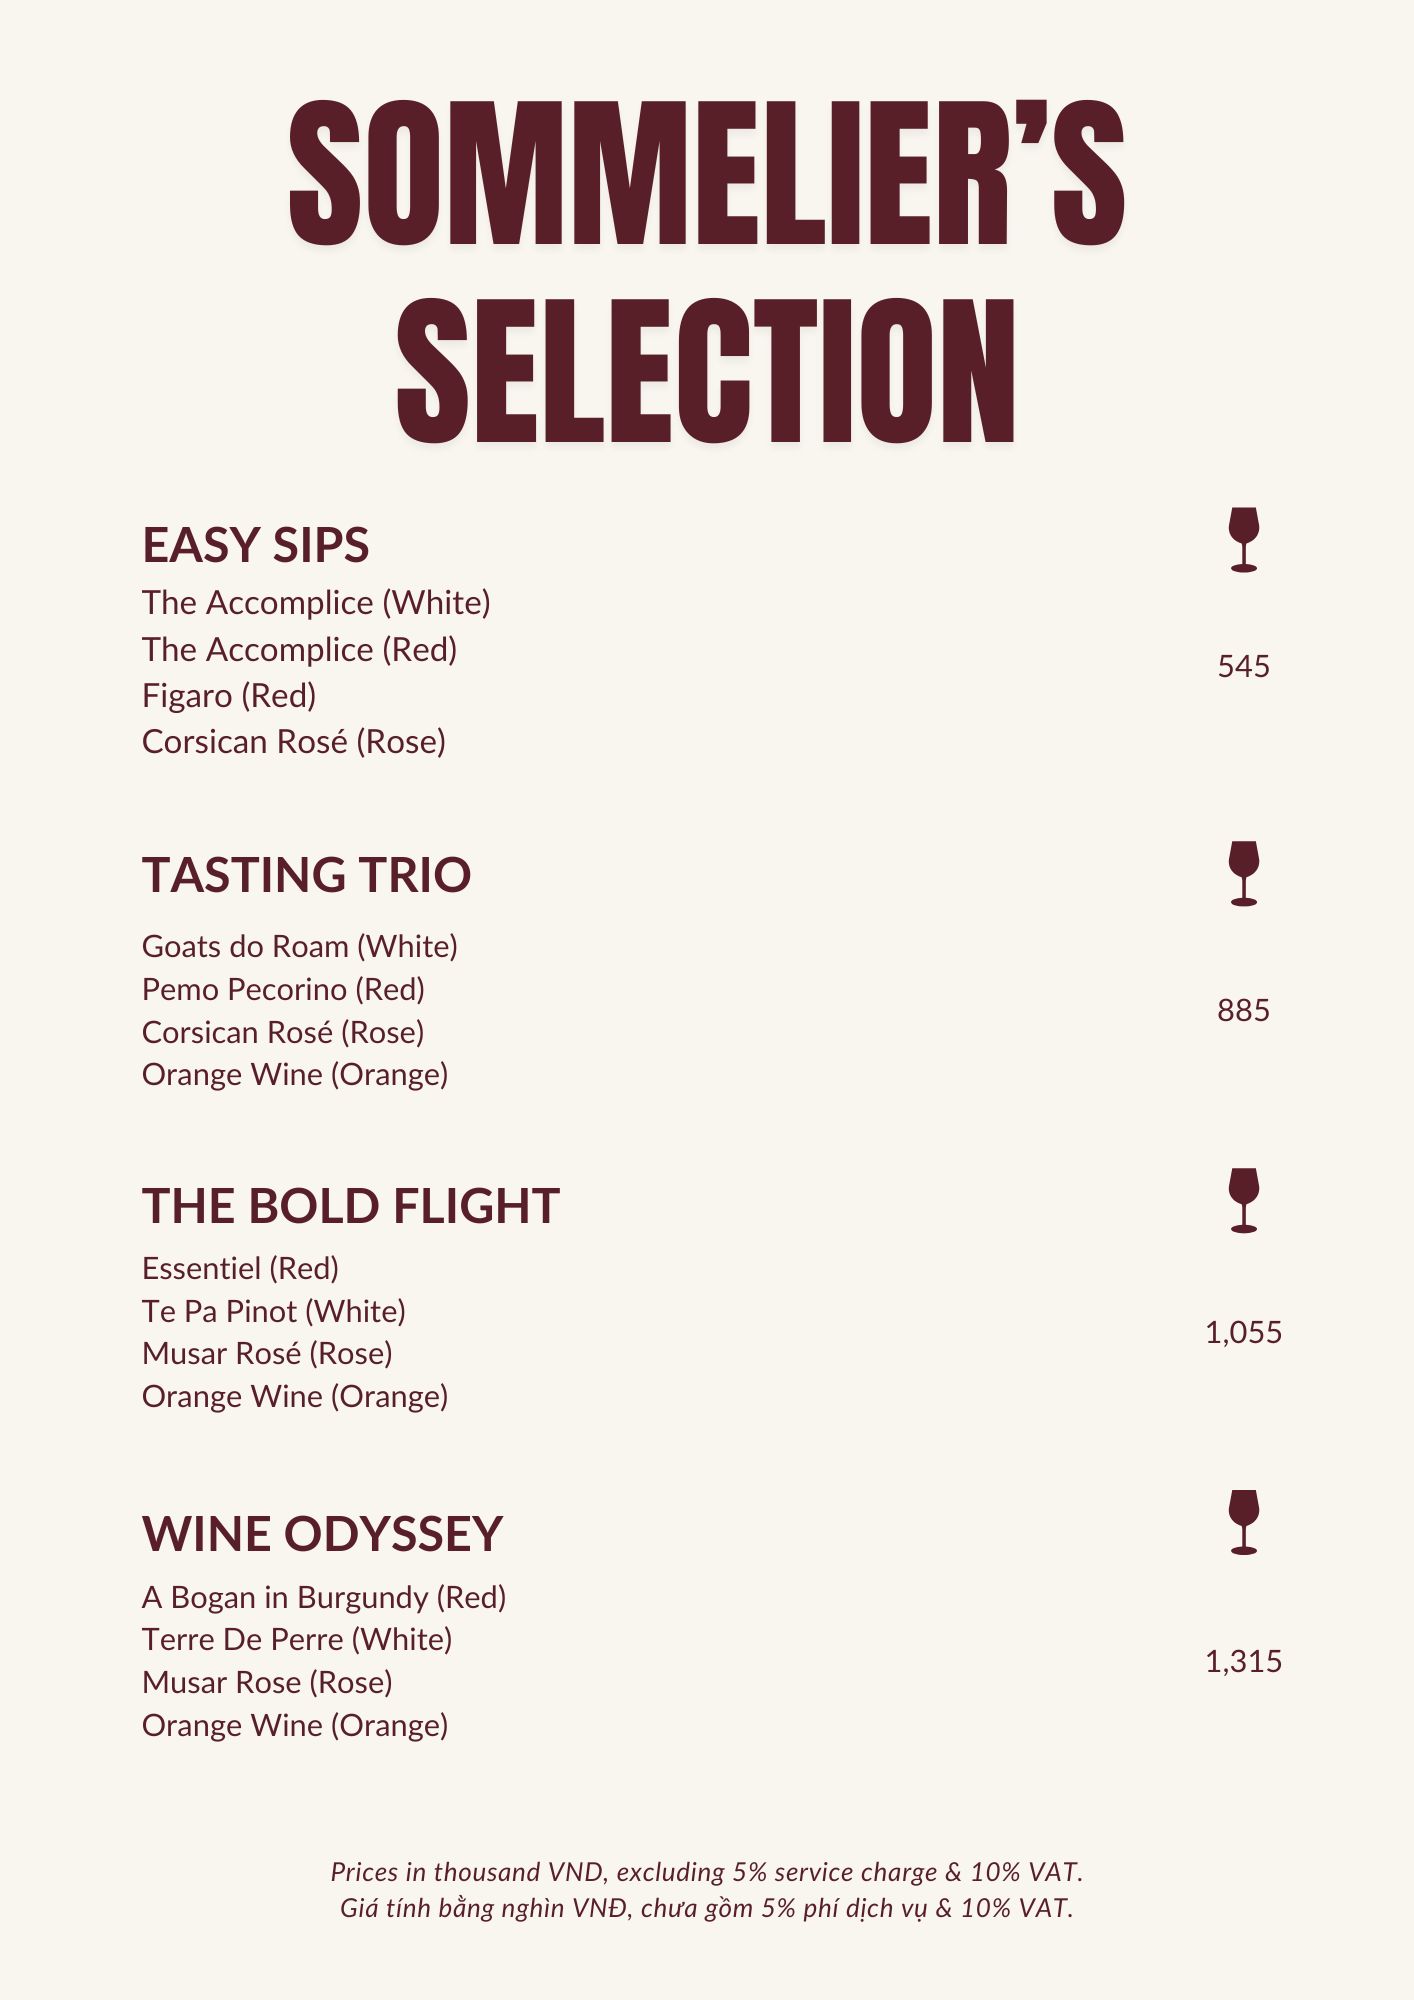 SOMMELIER’S
SELECTION
EASY SIPS
The Accomplice (White)
The Accomplice (Red)
Figaro (Red)
Corsican Rosé (Rose)
545
TASTING TRIO
Goats do Roam (White)
Pemo Pecorino (Red)
Corsican Rosé (Rose)
Orange Wine (Orange)
885
THE BOLD FLIGHT
Essentiel (Red)
Te Pa Pinot (White)
Musar Rosé (Rose)
Orange Wine (Orange)
1,055
WINE ODYSSEY
A Bogan in Burgundy (Red)
Terre De Perre (White)
Musar Rose (Rose)
Orange Wine (Orange)
1,315
Prices in thousand VND, excluding 5% service charge & 10% VAT.
Giá tính bằng nghìn VNĐ, chưa gồm 5% phí dịch vụ & 10% VAT.